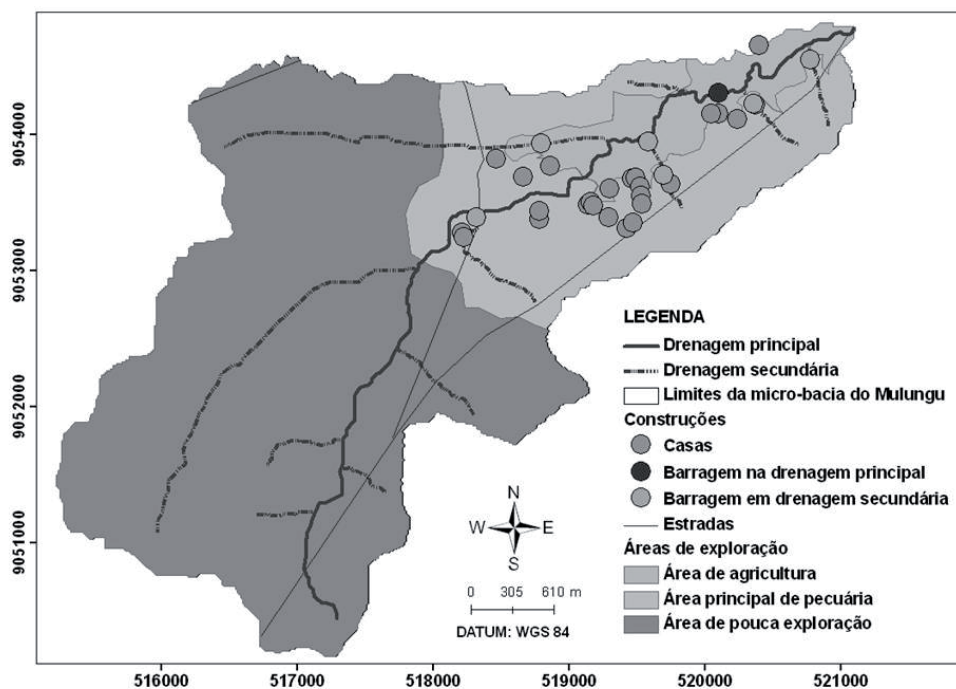 9054000
9053000
9052000
9051000
LEGENDA
Drenagem principal
Drenagem secundária
Limites da micro-bacia do Mulungu
Construções
Casas
Barragem na drenagem principal
Barragem em drenagem secundária
Estradas
Áreas de exploração
Área de agricultura
Área principal de pecuária
Área de pouca exploração
N
W E
S
0 305 610 m
DATUM: WGS 84
516000 517000 518000 519000 520000 521000